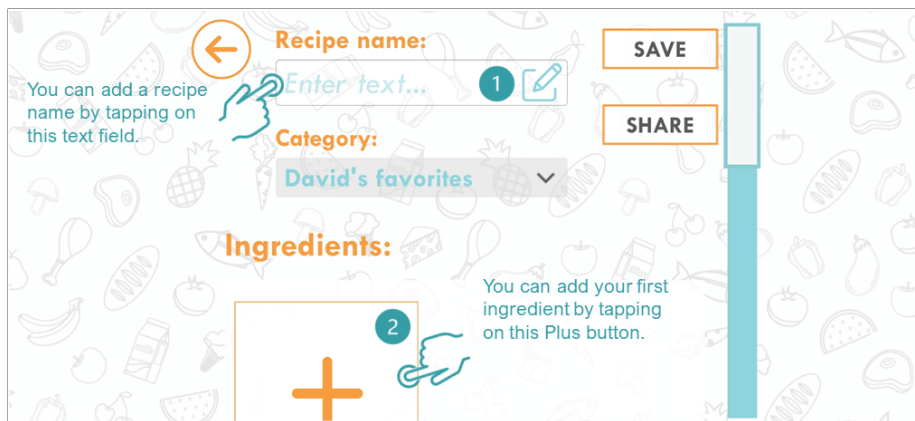 Recipe name:
SAVE
You can add a recipe
name by tapping on
this text field.
Enter text...
1
SHARE
Category:
David's favorites
Ingredients:
2
You can add your first
ingredient by tapping
on this Plus button.